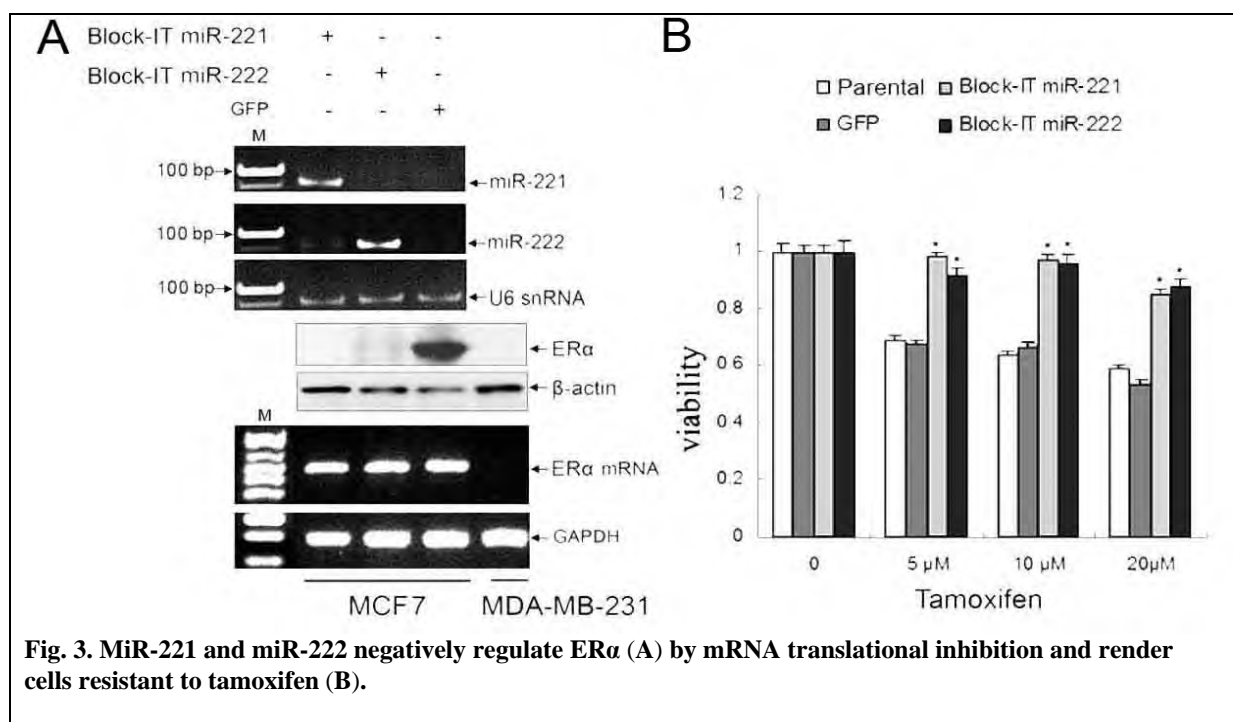 A
Block-IT miR-221 + - -
Block-IT miR-222 - + -
GFP - - +
M
100 bp→ ←miR-221
100 bp→ ←miR-222
100 bp→ ←U6 snRNA
←ERα
←β-actin
M
←ERα mRNA
←GAPDH
MCF7 MDA-MB-231
B
Parental Block-IT miR-221
GFP Block-IT miR-222
viability
1.2
1
0.8
0.6
0.4
0.2
0
* * * * * *
0 5 µM 10 µM 20µM
Tamoxifen
Fig. 3. MiR-221 and miR-222 negatively regulate ERα (A) by mRNA translational inhibition and render
cells resistant to tamoxifen (B).